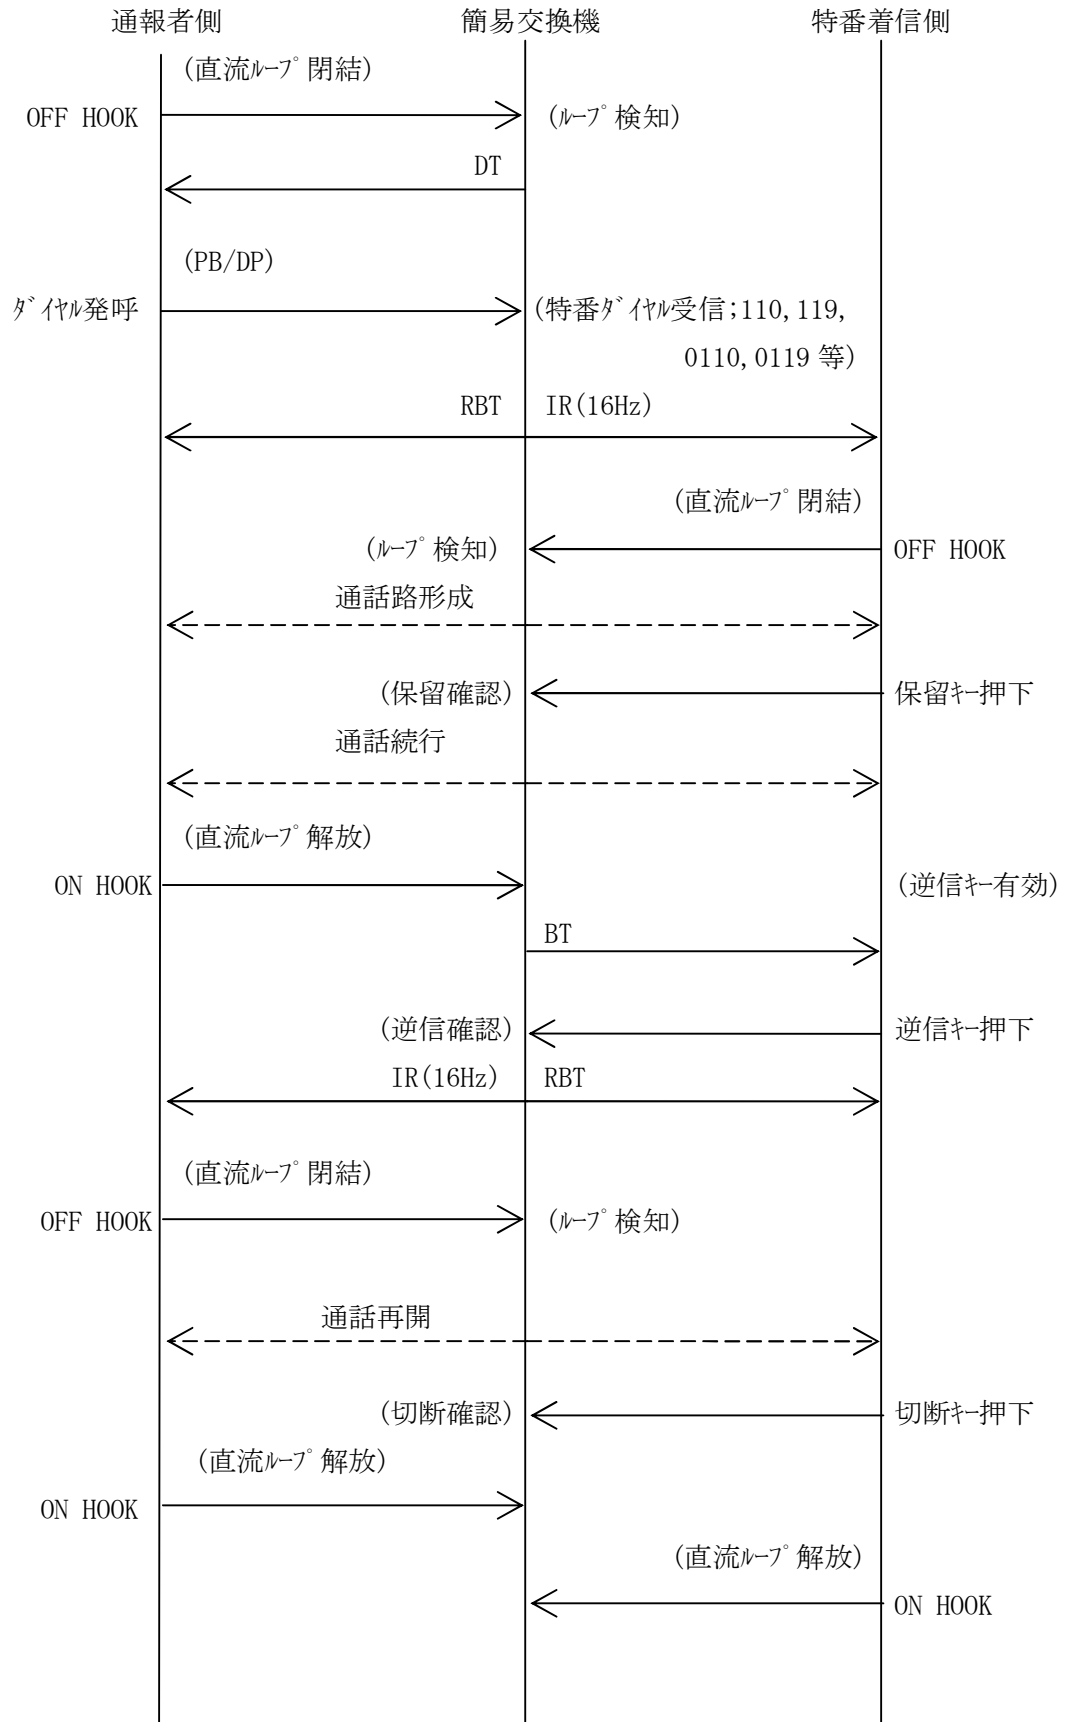 通報者側 簡易交換機 特番着信側
(直流ﾙｰﾌﾟ閉結)
OFF HOOK (ﾙｰﾌﾟ検知)
DT
(PB/DP)
ﾀﾞｲﾔﾙ発呼 (特番ﾀﾞｲﾔﾙ受信;110,119,
0110,0119 等)
RBT IR(16Hz)
(直流ﾙｰﾌﾟ閉結)
(ﾙｰﾌﾟ検知) OFF HOOK
通話路形成
(保留確認) 保留ｷｰ押下
通話続行
(直流ﾙｰﾌﾟ解放)
ON HOOK (逆信ｷｰ有効)
BT
(逆信確認) 逆信ｷｰ押下
IR(16Hz) RBT
(直流ﾙｰﾌﾟ閉結)
OFF HOOK (ﾙｰﾌﾟ検知)
通話再開
(切断確認) 切断ｷｰ押下
(直流ﾙｰﾌﾟ解放)
ON HOOK
(直流ﾙｰﾌﾟ解放)
ON HOOK